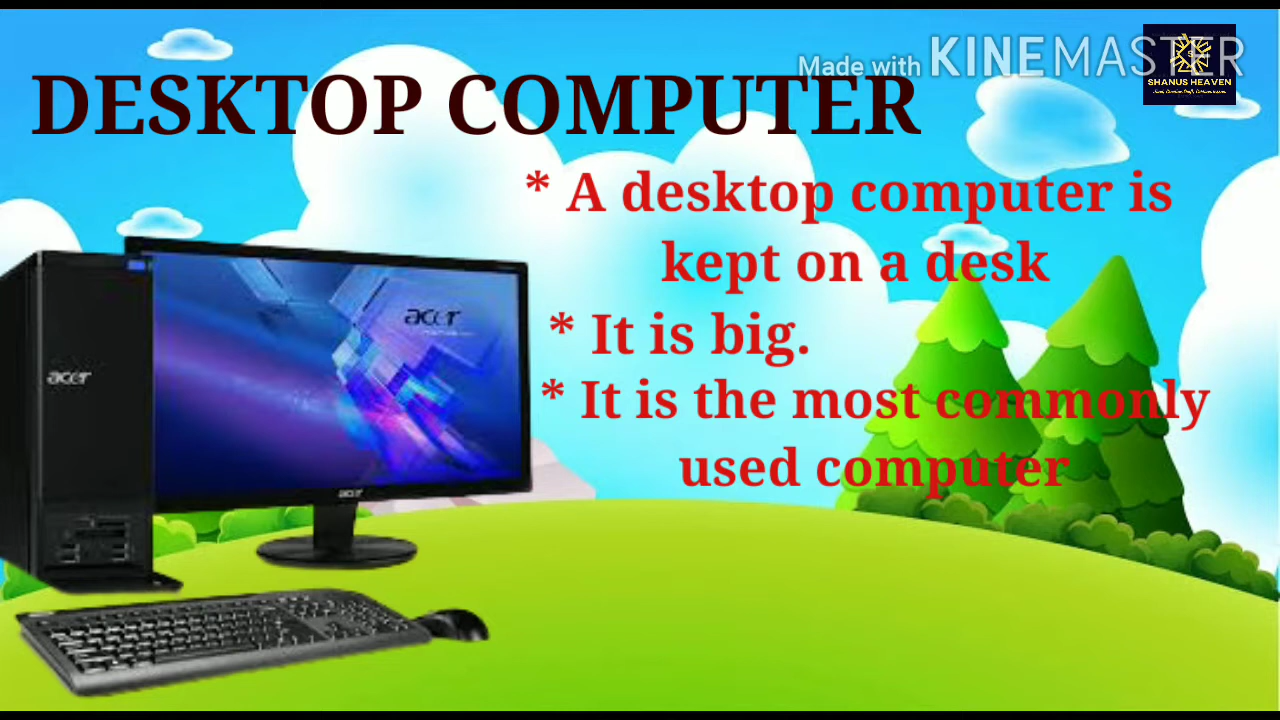 Made with KINEMASTER
SHANUS HEAVEN
DESKTOP COMPUTER
* A desktop computer is
kept on a desk
* It is big.
* It is the most commonly
used computer
acer
acer
acer